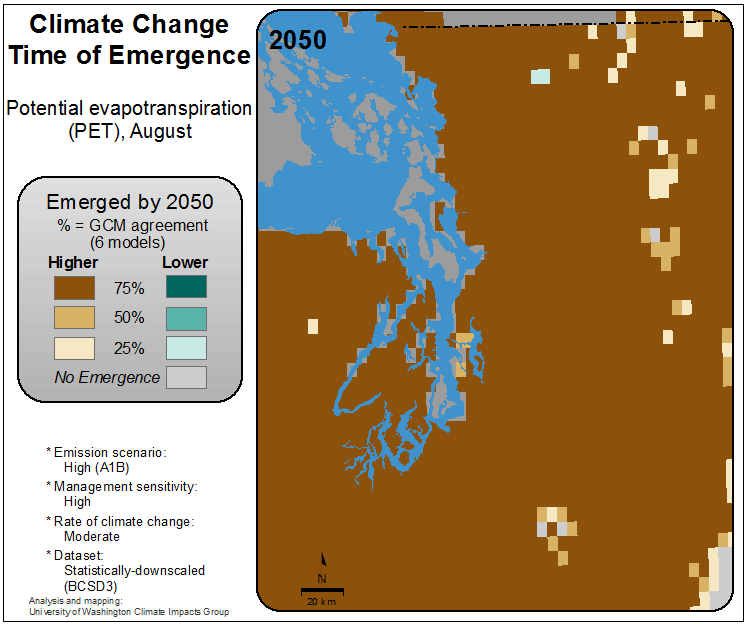 Climate Change
Time of Emergence
Potential evapotranspiration
(PET), August
Emerged by 2050
% = GCM agreement
(6 models)
Higher Lower
75%
50%
25%
No Emergence
* Emission scenario:
High (A1B)
* Management sensitivity:
High
* Rate of climate change:
Moderate
* Dataset:
Statistically-downscaled
(BCSD3)
Analysis and mapping:
University of Washington Climate Impacts Group
2050
N
20 km